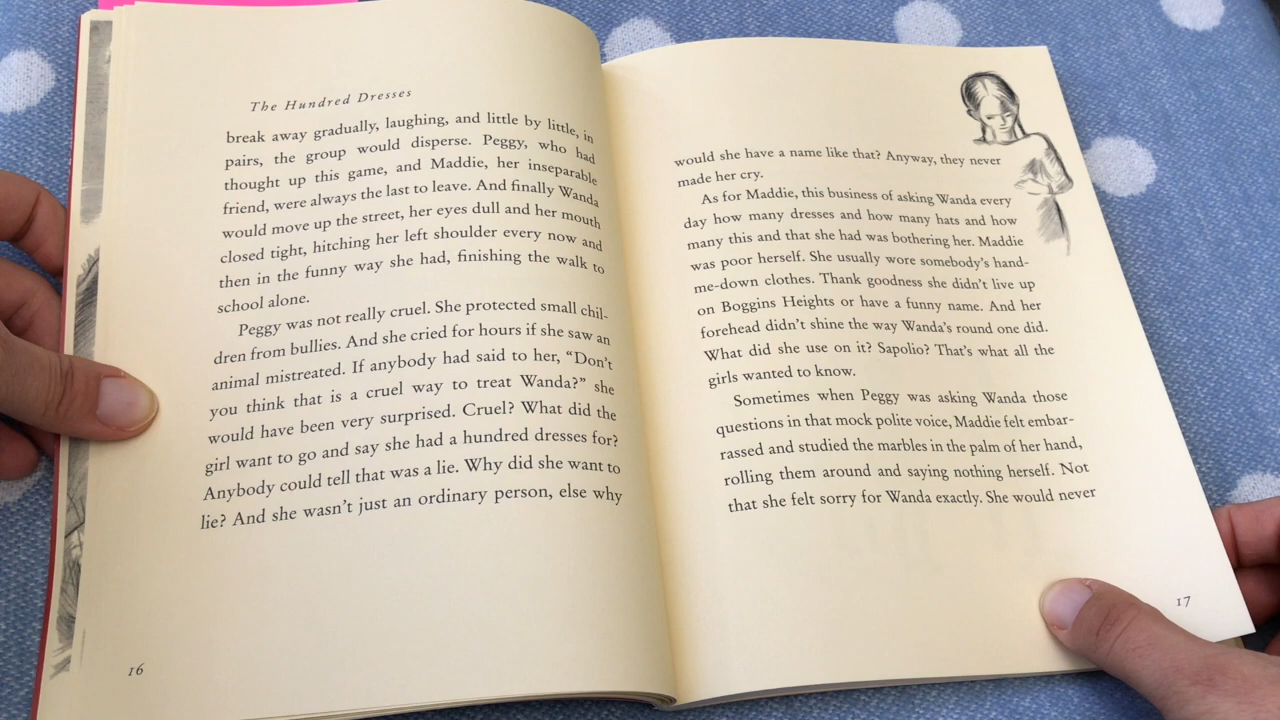 The Hundred Dresses
break away gradually, laughing, and little by little, in
pairs, the group would disperse. Peggy, who had
thought up this game, and Maddie, her inseparable
friend, were always the last to leave. And finally Wanda
would move up the street, her eyes dull and her mouth
closed tight, hitching her left shoulder every now and
then in the funny way she had, finishing the walk to
school alone.
Peggy was not really cruel. She protected small chil-
dren from bullies. And she cried for hours if she saw an
animal mistreated. If anybody had said to her, “Don’t
you think that is a cruel way to treat Wanda?” she
would have been very surprised. Cruel? What did the
girl want to go and say she had a hundred dresses for?
Anybody could tell that was a lie. Why did she want to
lie? And she wasn’t just an ordinary person, else why
16
would she have a name like that? Anyway, they never
made her cry.
As for Maddie, this business of asking Wanda every
day how many dresses and how many hats and how
many this and that she had was bothering her. Maddie
was poor herself. She usually wore somebody’s hand-
me-down clothes. Thank goodness she didn’t live up
on Boggins Heights or have a funny name. And her
forehead didn’t shine the way Wanda’s round one did.
What did she use on it? Sapolio? That’s what all the
girls wanted to know.
Sometimes when Peggy was asking Wanda those
questions in that mock polite voice, Maddie felt embar-
rassed and studied the marbles in the palm of her hand,
rolling them around and saying nothing herself. Not
that she felt sorry for Wanda exactly. She would never
17